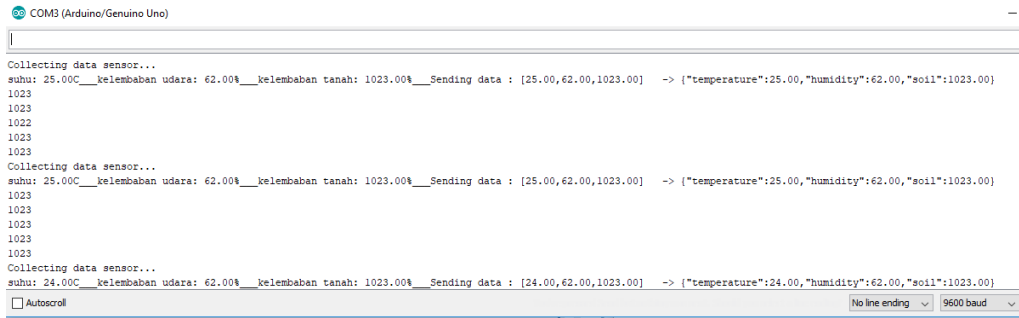 COM3 (Arduino/Genuino Uno)
Collecting data sensor...
suhu: 25.00C___kelembaban udara: 62.00%___kelembaban tanah: 1023.00%___Sending data : [25.00,62.00,1023.00]   -> {"temperature":25.00,"humidity":62.00,"soil":1023.00}
1023
1023
1022
1023
1023
Collecting data sensor...
suhu: 25.00C___kelembaban udara: 62.00%___kelembaban tanah: 1023.00%___Sending data : [25.00,62.00,1023.00]   -> {"temperature":25.00,"humidity":62.00,"soil":1023.00}
1023
1023
1023
1023
1023
Collecting data sensor...
suhu: 24.00C___kelembaban udara: 62.00%___kelembaban tanah: 1023.00%___Sending data : [24.00,62.00,1023.00]   -> {"temperature":24.00,"humidity":62.00,"soil":1023.00}
Autoscroll No line ending 9600 baud